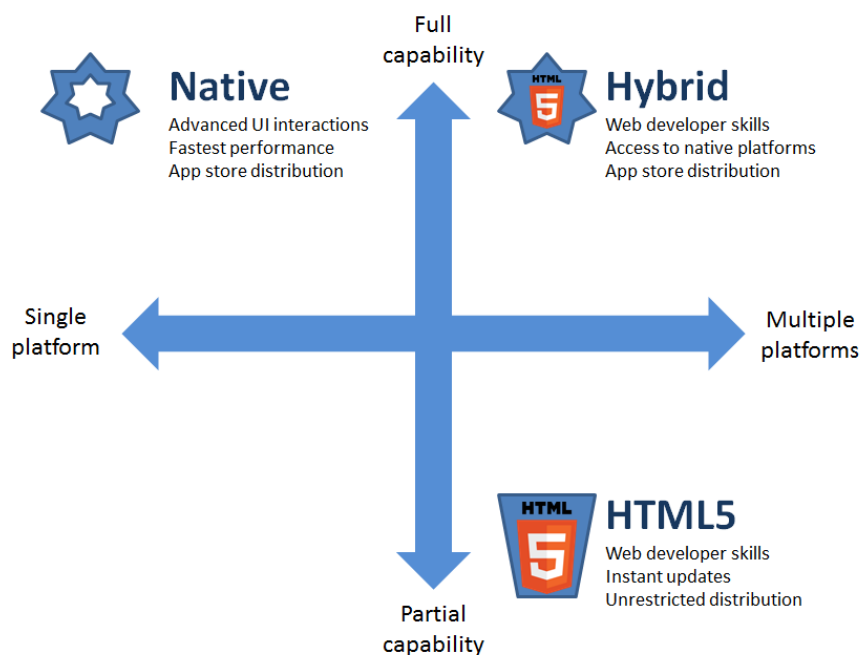 Full
capability
Native
Advanced UI interactions
Fastest performance
App store distribution
HTML
5
Hybrid
Web developer skills
Access to native platforms
App store distribution
Single
platform
Multiple
platforms
HTML
5
HTML5
Web developer skills
Instant updates
Unrestricted distribution
Partial
capability